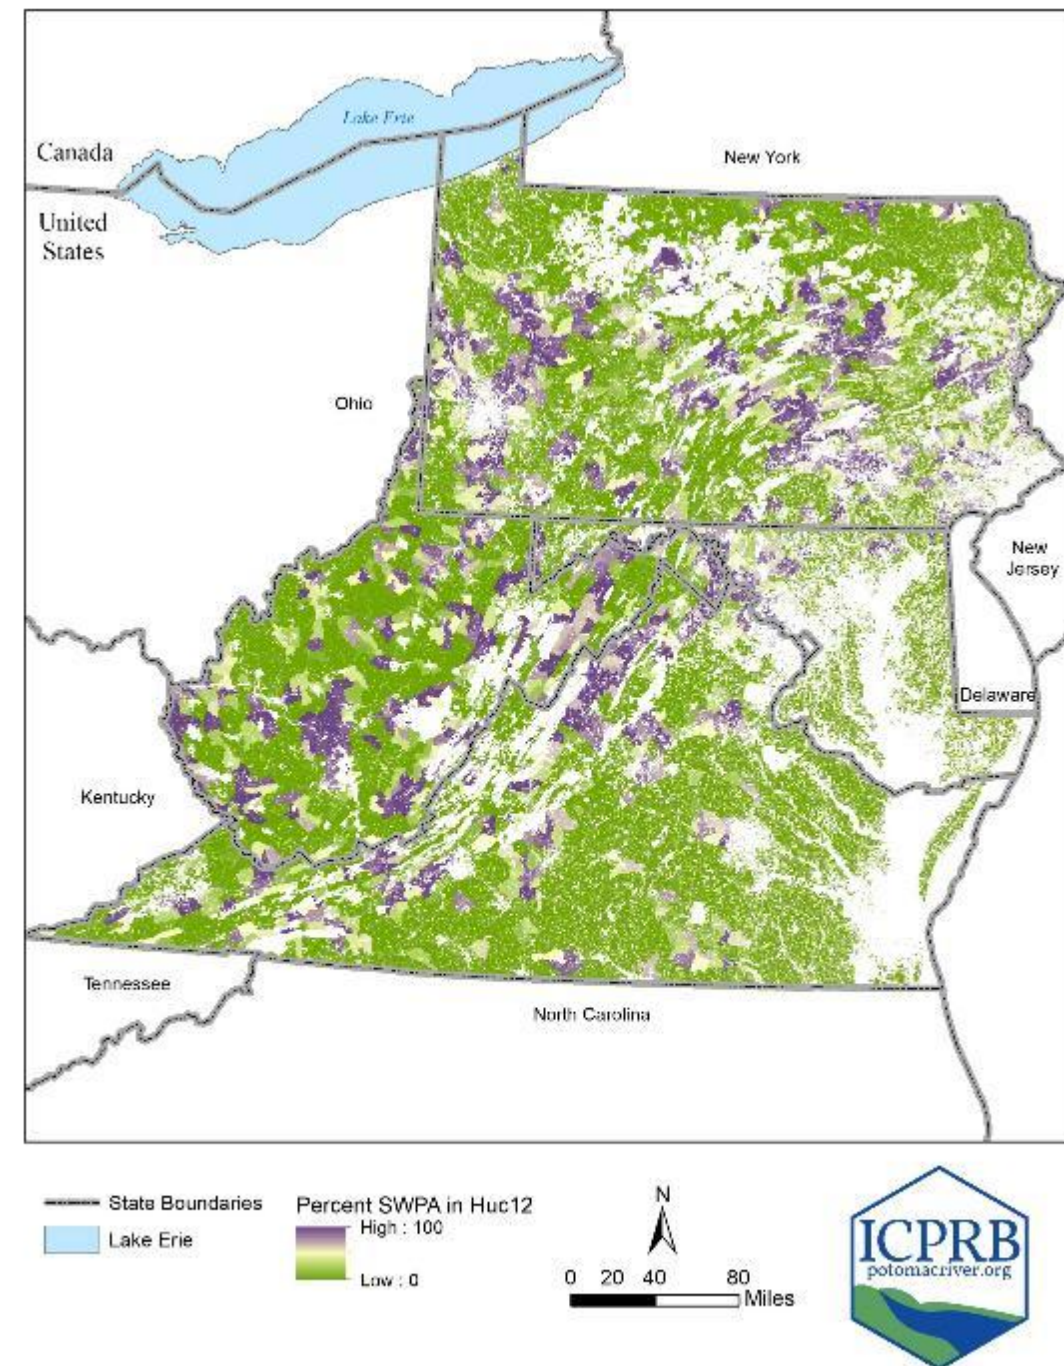 Lake Erie
Canada
New York
United
States
Ohio
New
Jersey
Delaware
Kentucky
Tennessee
North Carolina
State Boundaries
Lake Erie
Percent SWPA in Huc12
High : 100
Low : 0
N
0 20 40 80
Miles
ICPRB
potomacriver.org